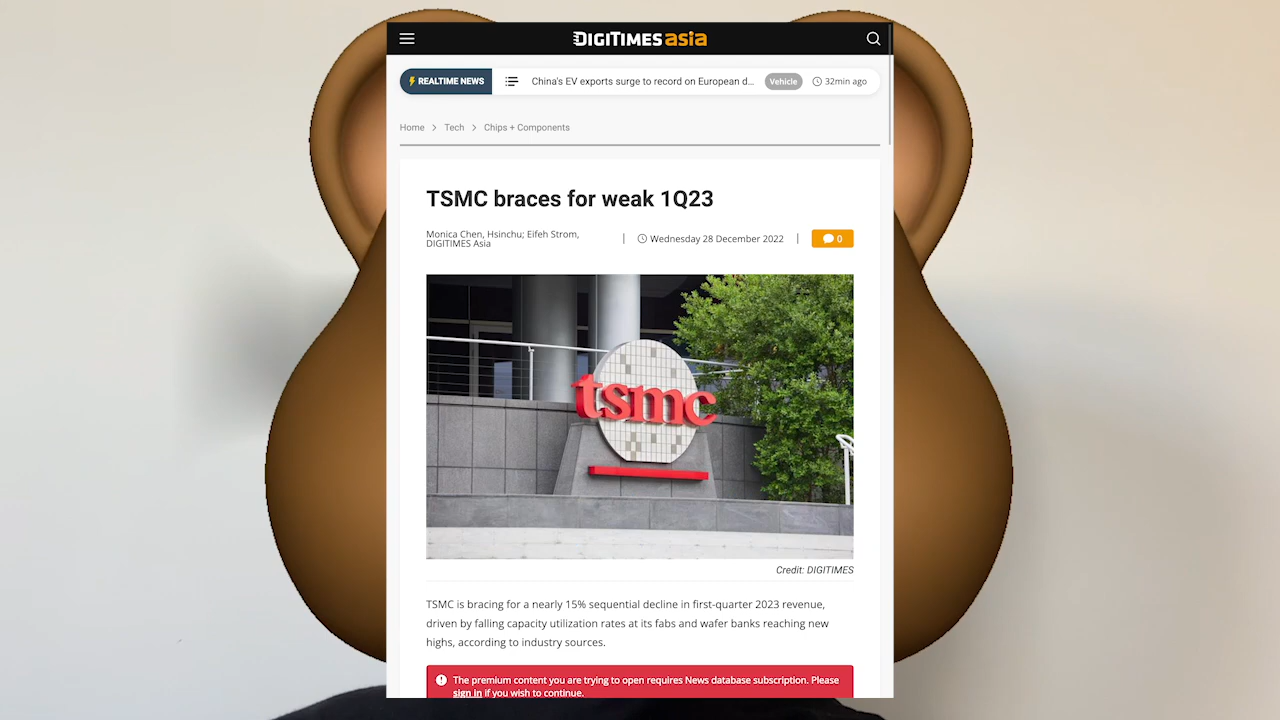 DIGITIMES asia
REALTIME NEWS
China's EV exports surge to record on European d...
Vehicle
32min ago
Home > Tech > Chips + Components
TSMC braces for weak 1Q23
Monica Chen, Hsinchu; Eifeh Strom,
DIGITIMES Asia
Wednesday 28 December 2022
0
tsmc
Credit: DIGITIMES
TSMC is bracing for a nearly 15% sequential decline in first-quarter 2023 revenue,
driven by falling capacity utilization rates at its fabs and wafer banks reaching new
highs, according to industry sources.
The premium content you are trying to open requires News database subscription. Please
sign in if you wish to continue.